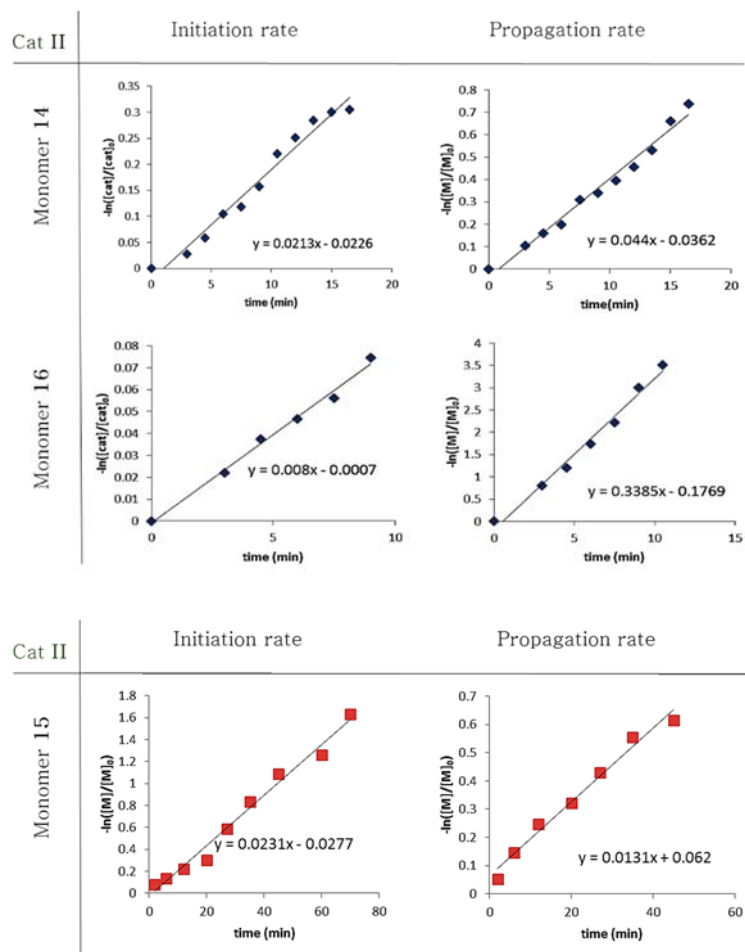 Cat II
Initiation rate
Propagation rate
Monomer 14
-ln([cat]/[cat]₀)
0.35
0.3
0.25
0.2
0.15
0.1
0.05
0
y = 0.0213x - 0.0226
0 5 10 15 20
time (min)
-ln([M]/[M]₀)
0.8
0.7
0.6
0.5
0.4
0.3
0.2
0.1
0
y = 0.044x - 0.0362
0 5 10 15 20
time(min)
Monomer 16
-ln([cat]/[cat]₀)
0.08
0.07
0.06
0.05
0.04
0.03
0.02
0.01
0
y = 0.008x - 0.0007
0 5 10
time (min)
-ln([M]/[M]₀)
4
3.5
3
2.5
2
1.5
1
0.5
0
y = 0.3385x - 0.1769
0 5 10 15
time (min)
Cat II
Initiation rate
Propagation rate
Monomer 15
-ln([M]/[M]₀)
1.8
1.6
1.4
1.2
1
0.8
0.6
0.4
0.2
0
y = 0.0231x - 0.0277
0 20 40 60 80
time (min)
-ln([M]/[M]₀)
0.7
0.6
0.5
0.4
0.3
0.2
0.1
0
y = 0.0131x + 0.062
0 20 40 60
time (min)